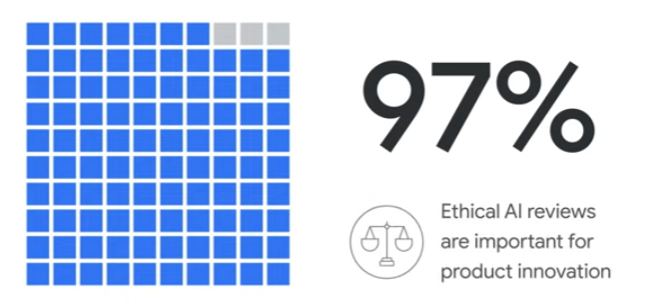 97%
Ethical AI reviews
are important for
product innovation